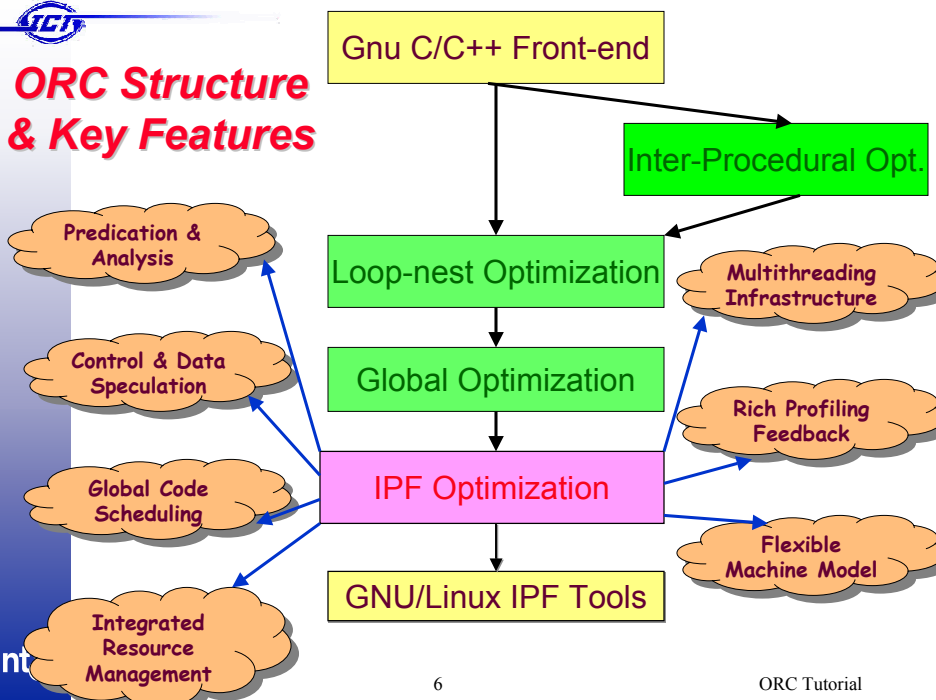 ICT
Gnu C/C++ Front-end
ORC Structure
& Key Features
Inter-Procedural Opt.
Predication &
Analysis
Loop-nest Optimization
Multithreading
Infrastructure
Control & Data
Speculation
Global Optimization
Rich Profiling
Feedback
Global Code
Scheduling
IPF Optimization
Flexible
Machine Model
GNU/Linux IPF Tools
Integrated
Resource
Management
nt
6
ORC Tutorial